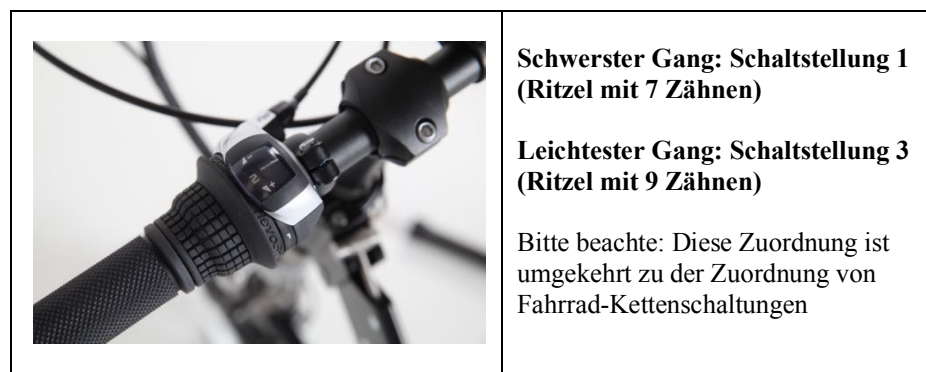 Schwerster Gang: Schaltstellung 1
(Ritzel mit 7 Zähnen)
Leichtester Gang: Schaltstellung 3
(Ritzel mit 9 Zähnen)
Bitte beachte: Diese Zuordnung ist
umgekehrt zu der Zuordnung von
Fahrrad-Kettenschaltungen